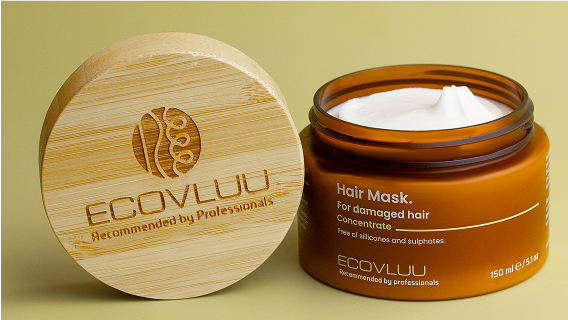 ECOVLUU
Recommended by Professionals
Hair Mask.
For damaged hair
Concentrate
Free of sillicones and sulphates.
ECOVLUU
Recommended by professionals
150 ml e / 5.1 oz